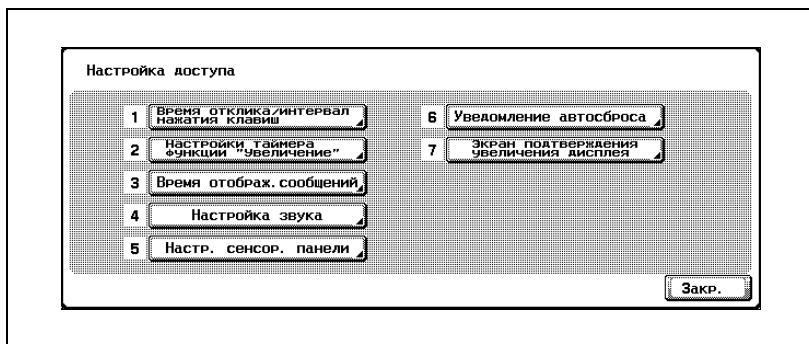 Настройка доступа
1 Время отклика/интервал
нажатия клавиш
2 Настройки таймера
функции "Увеличение"
3 Время отображ.сообщений
4 Настройка звука
5 Настр. сенсор. панели
6 Уведомление автосброса
7 Экран подтверждения
увеличения дисплея
Закр.